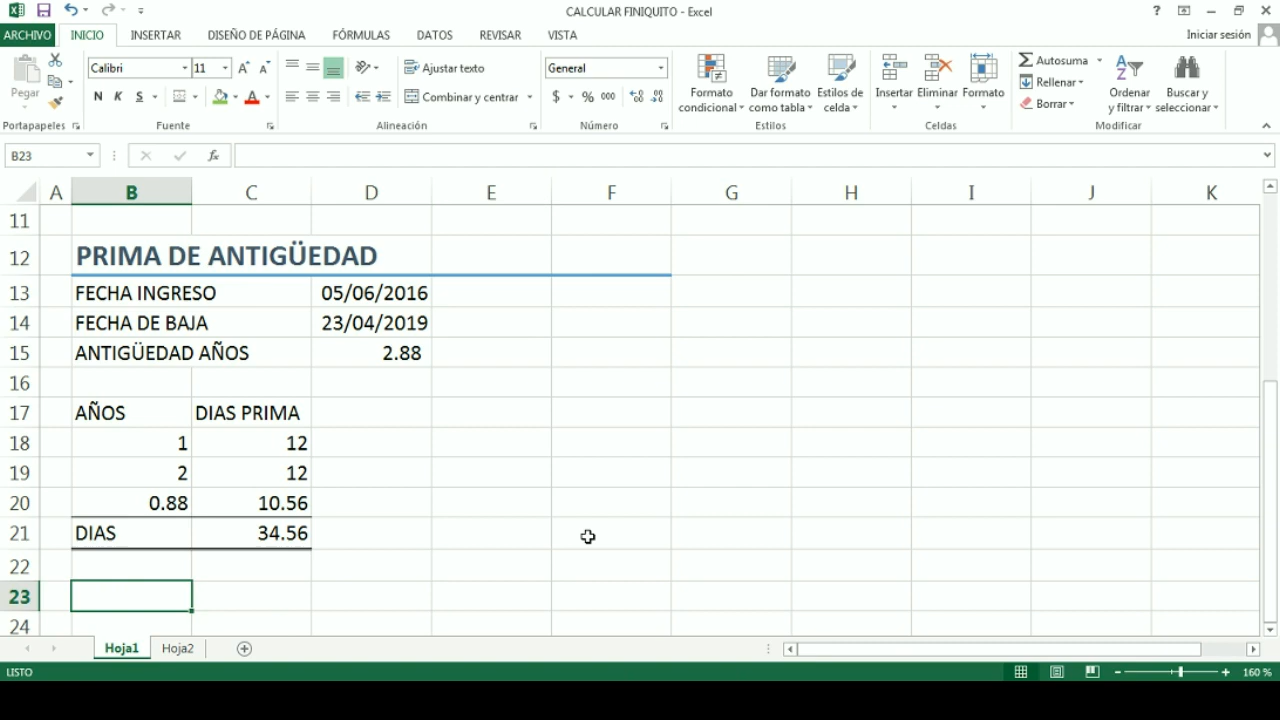 CALCULAR FINIQUITO - Excel
ARCHIVO INICIO INSERTAR DISEÑO DE PÁGINA FÓRMULAS DATOS REVISAR VISTA Iniciar sesión
Pegar
Portapapeles
Calibri 11
N K S
Fuente
Ajustar texto
Combinar y centrar
Alineación
General
$ % 000
Número
Formato condicional
Dar formato como tabla
Estilos de celda
Estilos
Insertar Eliminar Formato
Celdas
Autosuma
Rellenar
Borrar
Ordenar y filtrar
Buscar y seleccionar
Modificar
B23 fx
A B C D E F G H I J K
11
12 PRIMA DE ANTIGÜEDAD
13 FECHA INGRESO 05/06/2016
14 FECHA DE BAJA 23/04/2019
15 ANTIGÜEDAD AÑOS 2.88
16
17 AÑOS DIAS PRIMA
18 1 12
19 2 12
20 0.88 10.56
21 DIAS 34.56
22
23
24
Hoja1 Hoja2
LISTO 160 %